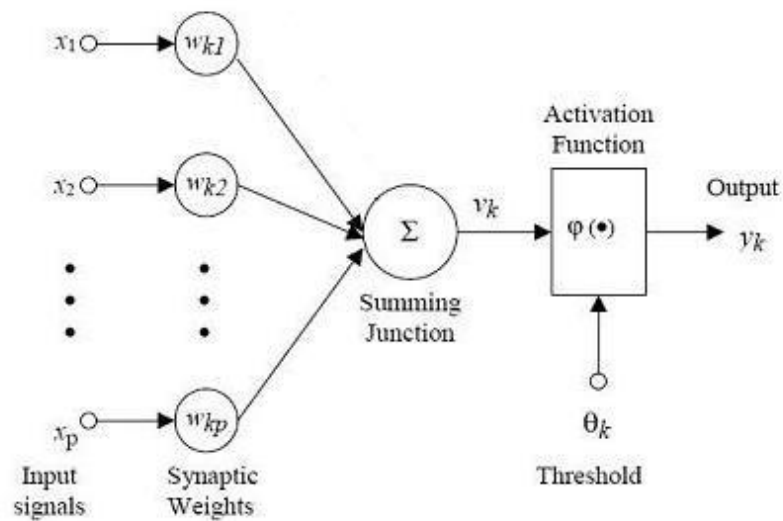 x1
wk1
Activation
Function
x2
wk2
Σ
vk
φ(•)
Output
yk
Summing
Junction
xp
wkp
θk
Input
signals
Synaptic
Weights
Threshold